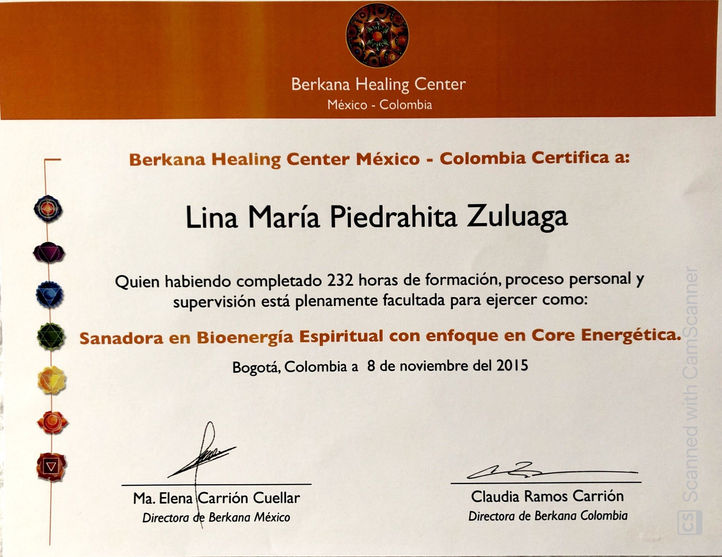 Berkana Healing Center
México - Colombia
Berkana Healing Center México - Colombia Certifica a:
Lina María Piedrahita Zuluaga
Quien habiendo completado 232 horas de formación, proceso personal y
supervisión está plenamente facultada para ejercer como:
Sanadora en Bioenergía Espiritual con enfoque en Core Energética.
Bogotá, Colombia a 8 de noviembre del 2015
Ma. Elena Carrión Cuellar
Directora de Berkana México
Claudia Ramos Carrión
Directora de Berkana Colombia
CS Scanned with CamScanner